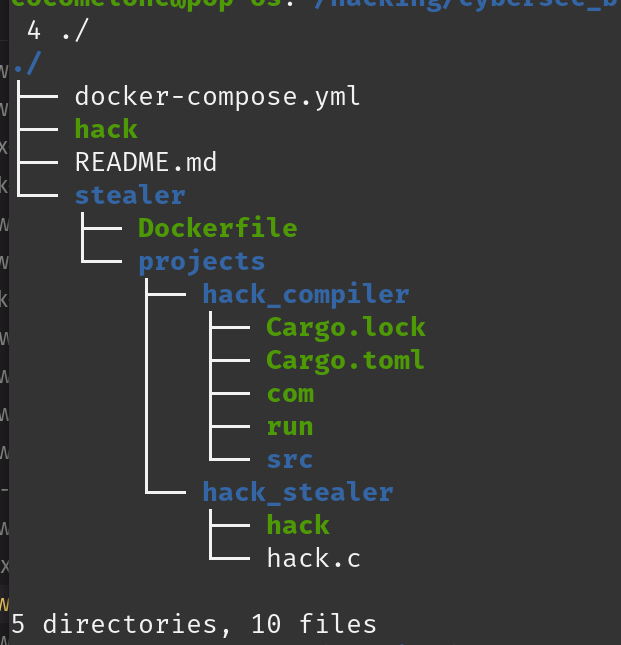 4 ./
./
├── docker-compose.yml
├── hack
├── README.md
└── stealer
├── Dockerfile
└── projects
├── hack_compiler
├── Cargo.lock
├── Cargo.toml
├── com
├── run
└── src
└── hack_stealer
├── hack
└── hack.c
5 directories, 10 files